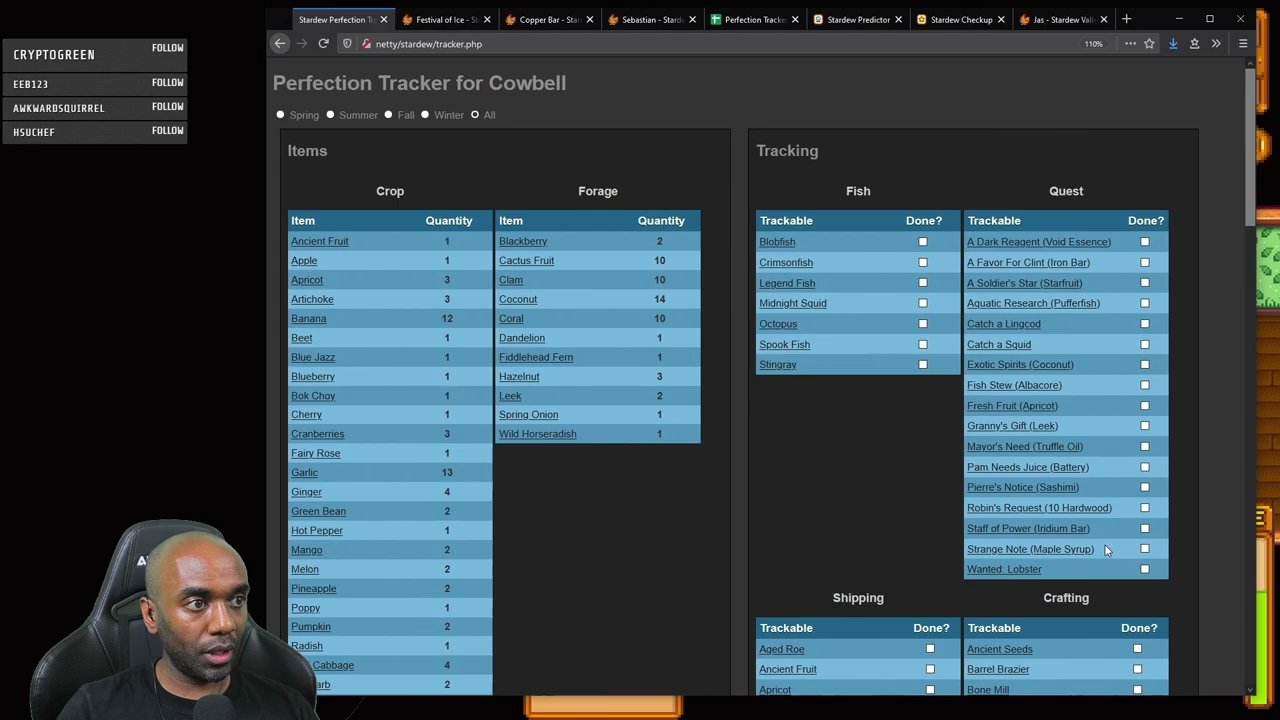 CRYPTOGREEN FOLLOW
EEB123 FOLLOW
AWKWARDSQUIRREL FOLLOW
HSUCHEF FOLLOW
Stardew Perfection Tr
Festival of Ice - St
Copper Bar - Star
Sebastian - Stardew
Perfection Tracke
Stardew Predictor
Stardew Checkup
Jas - Stardew Vall
netty/stardew/tracker.php
110%
Perfection Tracker for Cowbell
Spring Summer Fall Winter All
Items
Crop
Item Quantity
Ancient Fruit 1
Apple 1
Apricot 3
Artichoke 3
Banana 12
Beet 1
Blue Jazz 1
Blueberry 1
Bok Choy 1
Cherry 1
Cranberries 3
Fairy Rose 1
Garlic 13
Ginger 4
Green Bean 2
Hot Pepper 1
Mango 2
Melon 2
Pineapple 2
Poppy 1
Pumpkin 2
Radish 1
Cabbage 4
arb 2
Forage
Item Quantity
Blackberry 2
Cactus Fruit 10
Clam 10
Coconut 14
Coral 10
Dandelion 1
Fiddlehead Fern 1
Hazelnut 3
Leek 2
Spring Onion 1
Wild Horseradish 1
Tracking
Fish
Trackable Done?
Blobfish
Crimsonfish
Legend Fish
Midnight Squid
Octopus
Spook Fish
Stingray
Quest
Trackable Done?
A Dark Reagent (Void Essence)
A Favor For Clint (Iron Bar)
A Soldier's Star (Starfruit)
Aquatic Research (Pufferfish)
Catch a Lingcod
Catch a Squid
Exotic Spirits (Coconut)
Fish Stew (Albacore)
Fresh Fruit (Apricot)
Granny's Gift (Leek)
Mayor's Need (Truffle Oil)
Pam Needs Juice (Battery)
Pierre's Notice (Sashimi)
Robin's Request (10 Hardwood)
Staff of Power (Iridium Bar)
Strange Note (Maple Syrup)
Wanted: Lobster
Shipping
Trackable Done?
Aged Roe
Ancient Fruit
Apricot
Crafting
Trackable Done?
Ancient Seeds
Barrel Brazier
Bone Mill